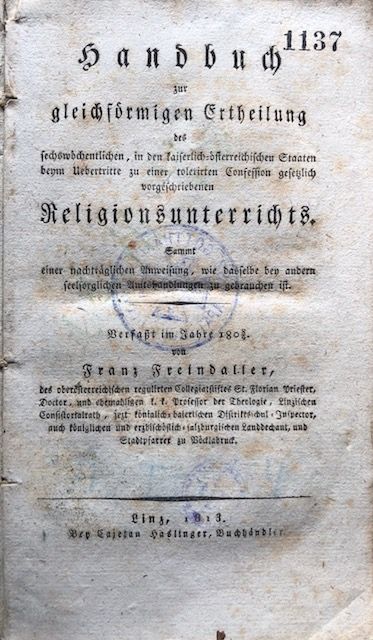 1137
Handbuch
zur
gleichförmigen Ertheilung
des
sechswöchentlichen, in den kaiserlich-österreichischen Staaten
beym Uebertritte zu einer tolerirten Confession gesetzlich
vorgeschriebenen
Religionsunterrichts.
Sammt
einer nachträglichen Anweisung, wie dasselbe bey andern
seelsorglichen Amtshandlungen zu gebrauchen ist.
Verfaßt im Jahre
von
Franz Freindaller,
des oberösterreichischen regulirten Collegiatstiftes St. Florian Priester,
Doctor, und ehemahligen k. k. Professor der Theologie, Linzischen
Consistorialrath, jezt königlich-baierischen Distriktsschul-Inspector,
auch königlichen und erzbischöflich-salzburgischen Landdechant, und
Stadtpfarrer zu Vöcklabruck.
Linz, 1813.
Bey Cajetan Haslinger, Buchhändler.